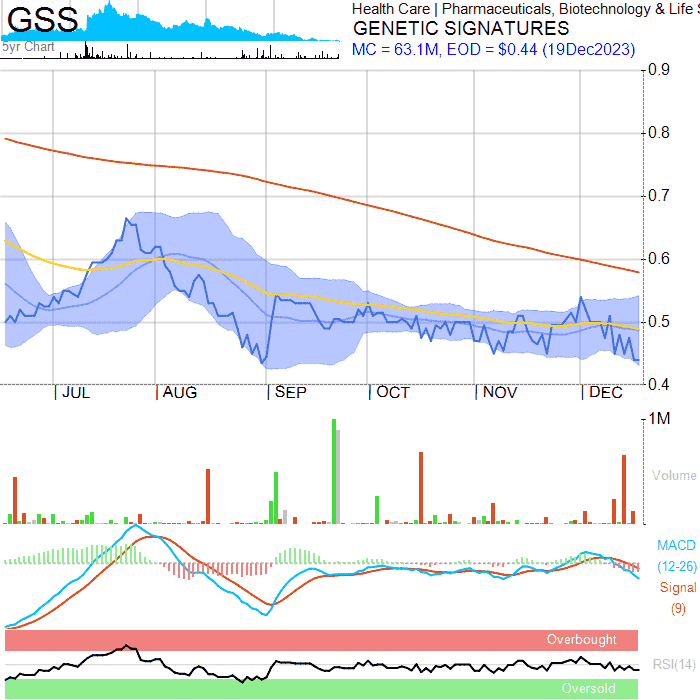 GSS
5yr Chart
Health Care | Pharmaceuticals, Biotechnology & Life S
GENETIC SIGNATURES
MC = 63.1M, EOD = $0.44 (19Dec2023)
0.9
0.8
0.7
0.6
0.5
0.4
JUL AUG SEP OCT NOV DEC
1M
Volume
MACD
(12-26)
Signal
(9)
Overbought
RSI(14)
Oversold